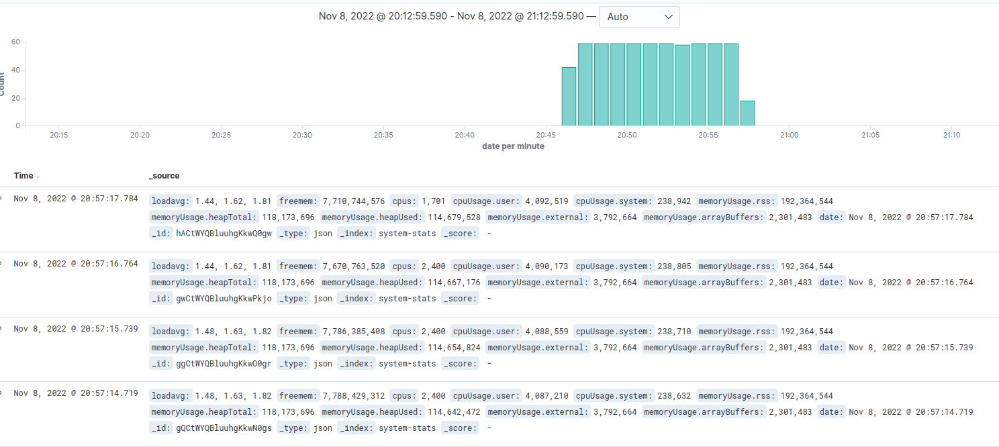 Nov 8, 2022 @ 20:12:59.590 - Nov 8, 2022 @ 21:12:59.590 — Auto
Count
60
40
20
0
20:15 20:20 20:25 20:30 20:35 20:40 20:45 20:50 20:55 21:00 21:05 21:10
date per minute
Time _source
Nov 8, 2022 @ 20:57:17.784 loadavg: 1.44, 1.62, 1.81 freemem: 7,710,744,576 cpus: 1,701 cpuUsage.user: 4,092,519 cpuUsage.system: 238,942 memoryUsage.rss: 192,364,544
memoryUsage.heapTotal: 118,173,696 memoryUsage.heapUsed: 114,679,528 memoryUsage.external: 3,792,664 memoryUsage.arrayBuffers: 2,301,483 date: Nov 8, 2022 @ 20:57:17.784
_id: hACtWYQBluuhgKkwQ0gw _type: json _index: system-stats _score: -
Nov 8, 2022 @ 20:57:16.764 loadavg: 1.44, 1.62, 1.81 freemem: 7,670,763,520 cpus: 2,400 cpuUsage.user: 4,090,173 cpuUsage.system: 238,805 memoryUsage.rss: 192,364,544
memoryUsage.heapTotal: 118,173,696 memoryUsage.heapUsed: 114,667,176 memoryUsage.external: 3,792,664 memoryUsage.arrayBuffers: 2,301,483 date: Nov 8, 2022 @ 20:57:16.764
_id: gwCtWYQBluuhgKkwPkjo _type: json _index: system-stats _score: -
Nov 8, 2022 @ 20:57:15.739 loadavg: 1.48, 1.63, 1.82 freemem: 7,786,385,408 cpus: 2,400 cpuUsage.user: 4,088,559 cpuUsage.system: 238,710 memoryUsage.rss: 192,364,544
memoryUsage.heapTotal: 118,173,696 memoryUsage.heapUsed: 114,654,824 memoryUsage.external: 3,792,664 memoryUsage.arrayBuffers: 2,301,483 date: Nov 8, 2022 @ 20:57:15.739
_id: ggCtWYQBluuhgKkwO0gr _type: json _index: system-stats _score: -
Nov 8, 2022 @ 20:57:14.719 loadavg: 1.48, 1.63, 1.82 freemem: 7,788,429,312 cpus: 2,400 cpuUsage.user: 4,087,210 cpuUsage.system: 238,632 memoryUsage.rss: 192,364,544
memoryUsage.heapTotal: 118,173,696 memoryUsage.heapUsed: 114,642,472 memoryUsage.external: 3,792,664 memoryUsage.arrayBuffers: 2,301,483 date: Nov 8, 2022 @ 20:57:14.719
_id: gQCtWYQBluuhgKkwN0gs _type: json _index: system-stats _score: -